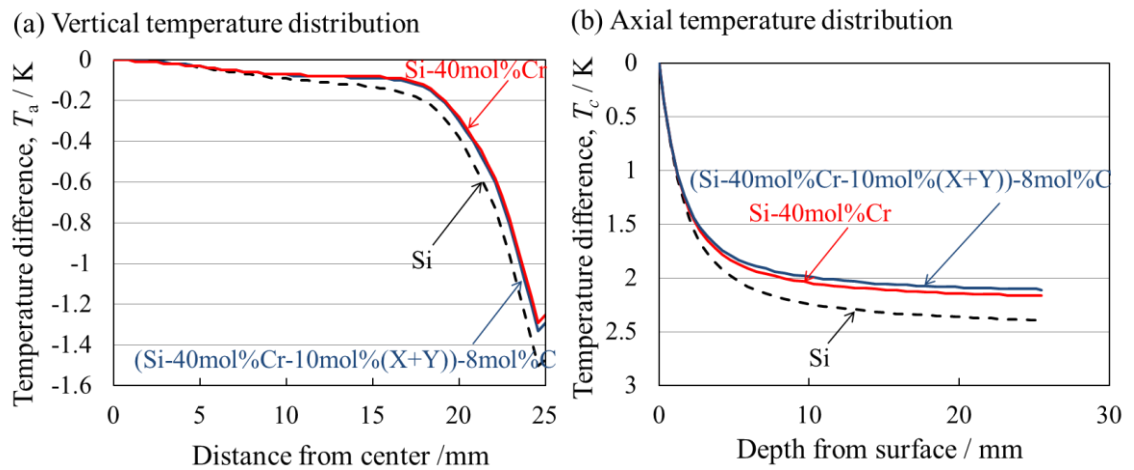 (a) Vertical temperature distribution
Temperature difference, Ta / K
0
-0.2
-0.4
-0.6
-0.8
-1
-1.2
-1.4
-1.6
Si-40mol%Cr
Si
(Si-40mol%Cr-10mol%(X+Y))-8mol%C
0 5 10 15 20 25
Distance from center /mm
(b) Axial temperature distribution
Temperature difference, Tc / K
0
0.5
1
1.5
2
2.5
3
(Si-40mol%Cr-10mol%(X+Y))-8mol%C
Si-40mol%Cr
Si
0 10 20 30
Depth from surface / mm